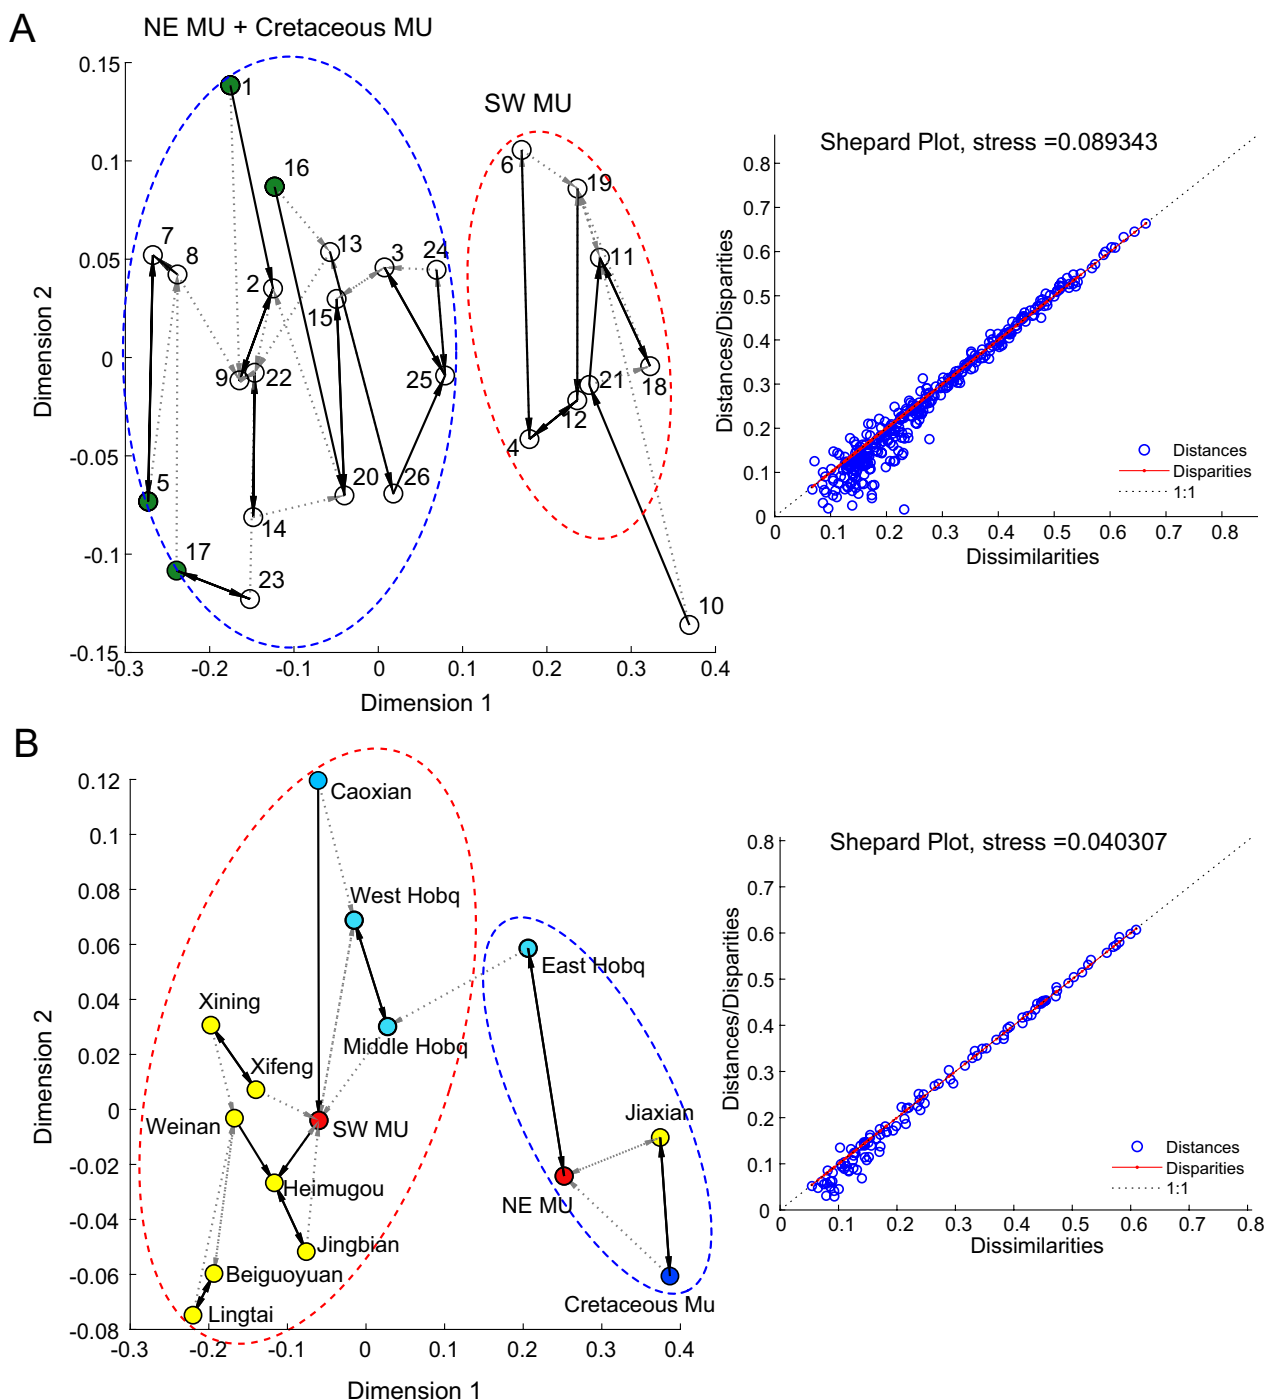 A
NE MU + Cretaceous MU
SW MU
0.15
0.1
0.05
0
-0.05
-0.1
-0.15
-0.3
-0.2
-0.1
0
0.1
0.2
0.3
0.4
Dimension 2
Dimension 1
1
16
7
8
13
3
24
2
15
9
22
25
5
20
26
14
17
23
6
19
11
21
18
12
4
10
Shepard Plot, stress =0.089343
0.8
0.7
0.6
0.5
0.4
0.3
0.2
0.1
0
0
0.1
0.2
0.3
0.4
0.5
0.6
0.7
0.8
Distances/Disparities
Dissimilarities
Distances
Disparities
1:1
B
0.12
0.1
0.08
0.06
0.04
0.02
0
-0.02
-0.04
-0.06
-0.08
-0.3
-0.2
-0.1
0
0.1
0.2
0.3
0.4
Dimension 2
Dimension 1
Caoxian
West Hobq
East Hobq
Xining
Middle Hobq
Xifeng
Weinan
SW MU
Jiaxian
Heimugou
NE MU
Jingbian
Beiguoyuan
Lingtai
Cretaceous Mu
Shepard Plot, stress =0.040307
0.8
0.7
0.6
0.5
0.4
0.3
0.2
0.1
0
0
0.1
0.2
0.3
0.4
0.5
0.6
0.7
0.8
Distances/Disparities
Dissimilarities
Distances
Disparities
1:1